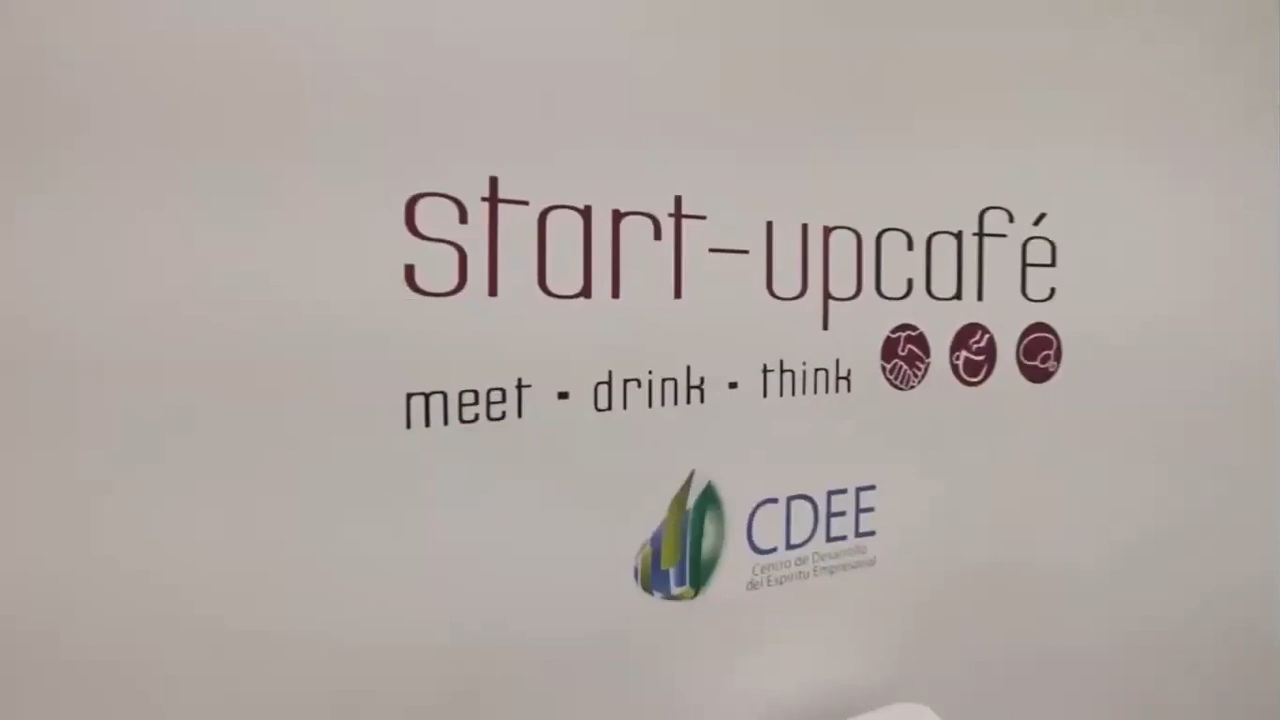 start-upcafé
meet · drink · think
CDEE
Centro de Desarrollo
del Espíritu Empresarial